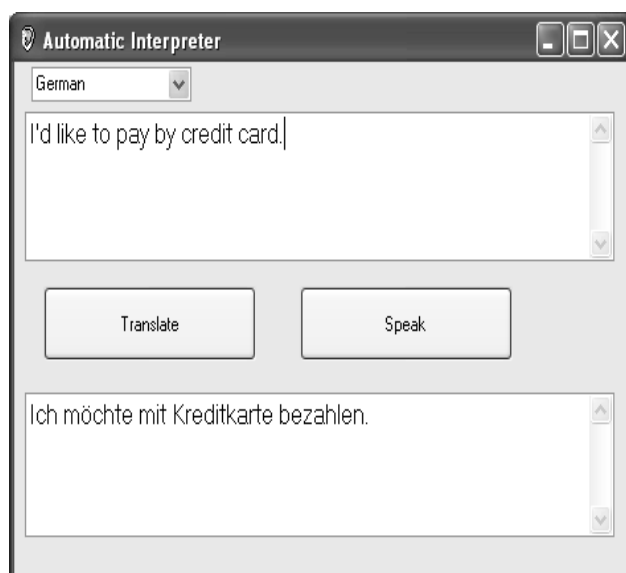 Automatic Interpreter
German
I'd like to pay by credit card.
Translate Speak
Ich möchte mit Kreditkarte bezahlen.